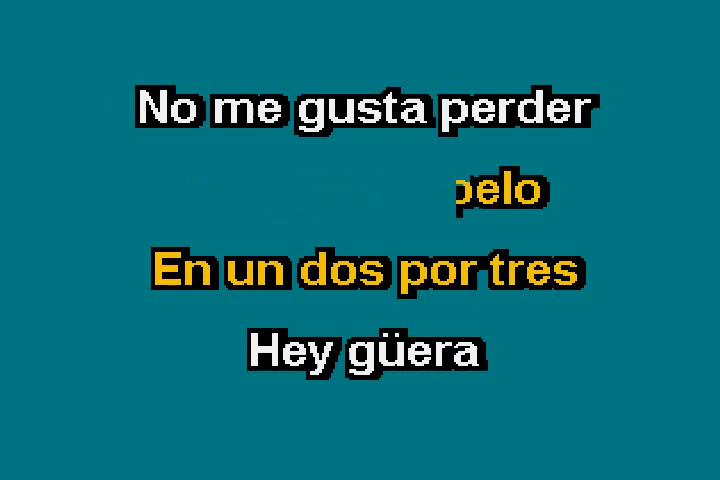 No me gusta perder
pelo
En un dos por tres
Hey güera